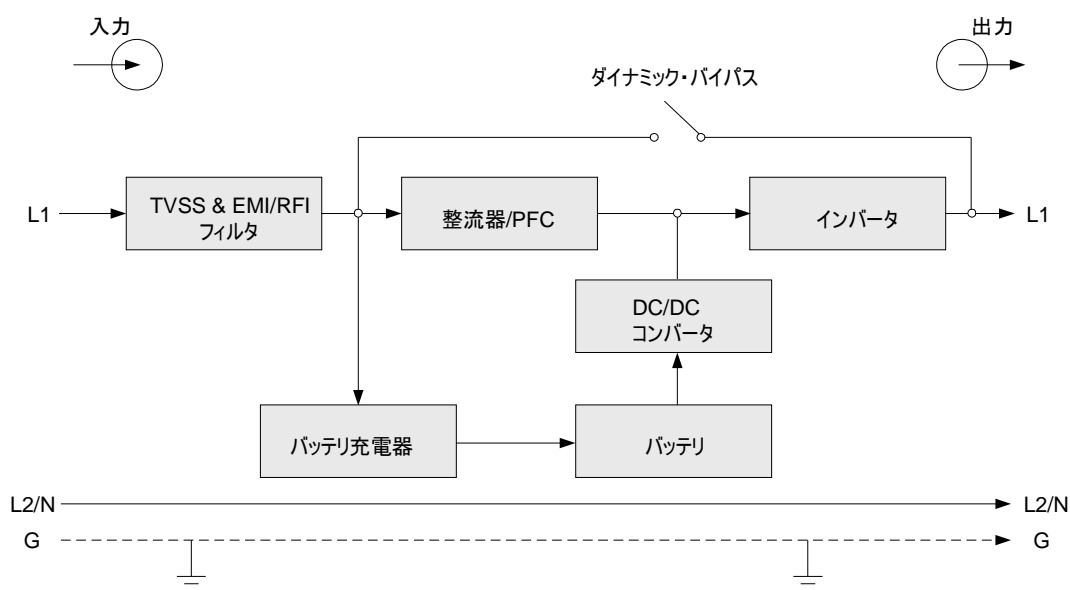 入力
出力
ダイナミック・バイパス
L1
TVSS & EMI/RFI
フィルタ
整流器/PFC
インバータ
L1
DC/DC
コンバータ
バッテリ充電器
バッテリ
L2/N
L2/N
G
G